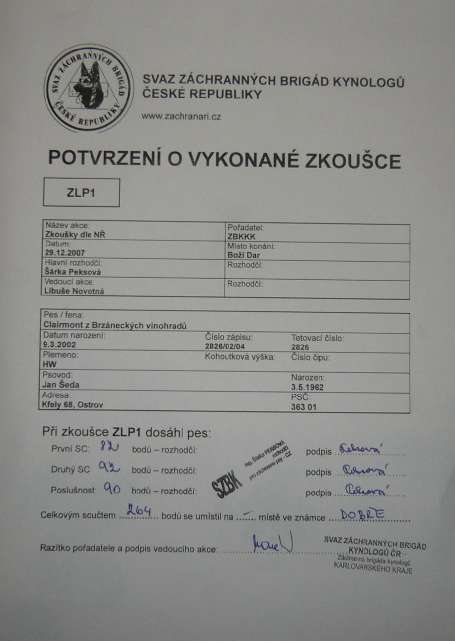 SVAZ ZÁCHRANNÝCH BRIGÁD
ČESKÉ REPUBLIKY
SVAZ ZÁCHRANNÝCH BRIGÁD KYNOLOGŮ
ČESKÉ REPUBLIKY
www.zachranari.cz
POTVRZENÍ O VYKONANÉ ZKOUŠCE
ZLP1
Název akce: Pořadatel:
Zkoušky dle NŘ ZBKKK
Datum: Místo konání:
29.12.2007 Boží Dar
Hlavní rozhodčí: Rozhodčí:
Šárka Peksová
Vedoucí akce: Rozhodčí:
Libuše Novotná
Pes / fena:
Clairmont z Brzáneckých vinohradů
Datum narození: Číslo zápisu: Tetovací číslo:
9.3.2002 2826/02/04 2826
Plemeno: Kohoutková výška: Číslo čipu:
HW
Psovod: Narozen:
Jan Šeda 3.5.1962
Adresa: PSČ
Kfely 68, Ostrov 363 01
Při zkoušce ZLP1 dosáhl pes:
První SC: 82 bodů – rozhodčí: podpis
Druhý SC 92 bodů – rozhodčí: podpis
Poslušnost: 90 bodů – rozhodčí: podpis
SZBK
Celkovým součtem 264 bodů se umístil na – místě ve známce DOBŘE
Razítko pořadatele a podpis vedoucího akce:
SVAZ ZÁCHRANNÝCH BRIGÁD
KYNOLOGŮ ČR
Záchranná brigáda kynologů
KARLOVARSKÉHO KRAJE